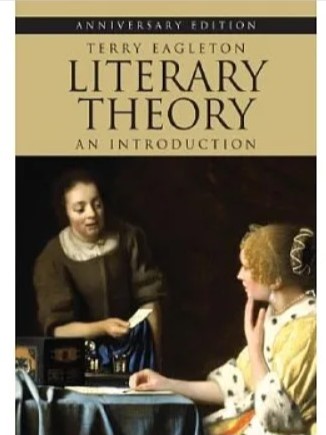 ANNIVERSARY EDITION
TERRY EAGLETON
LITERARY
THEORY
AN INTRODUCTION